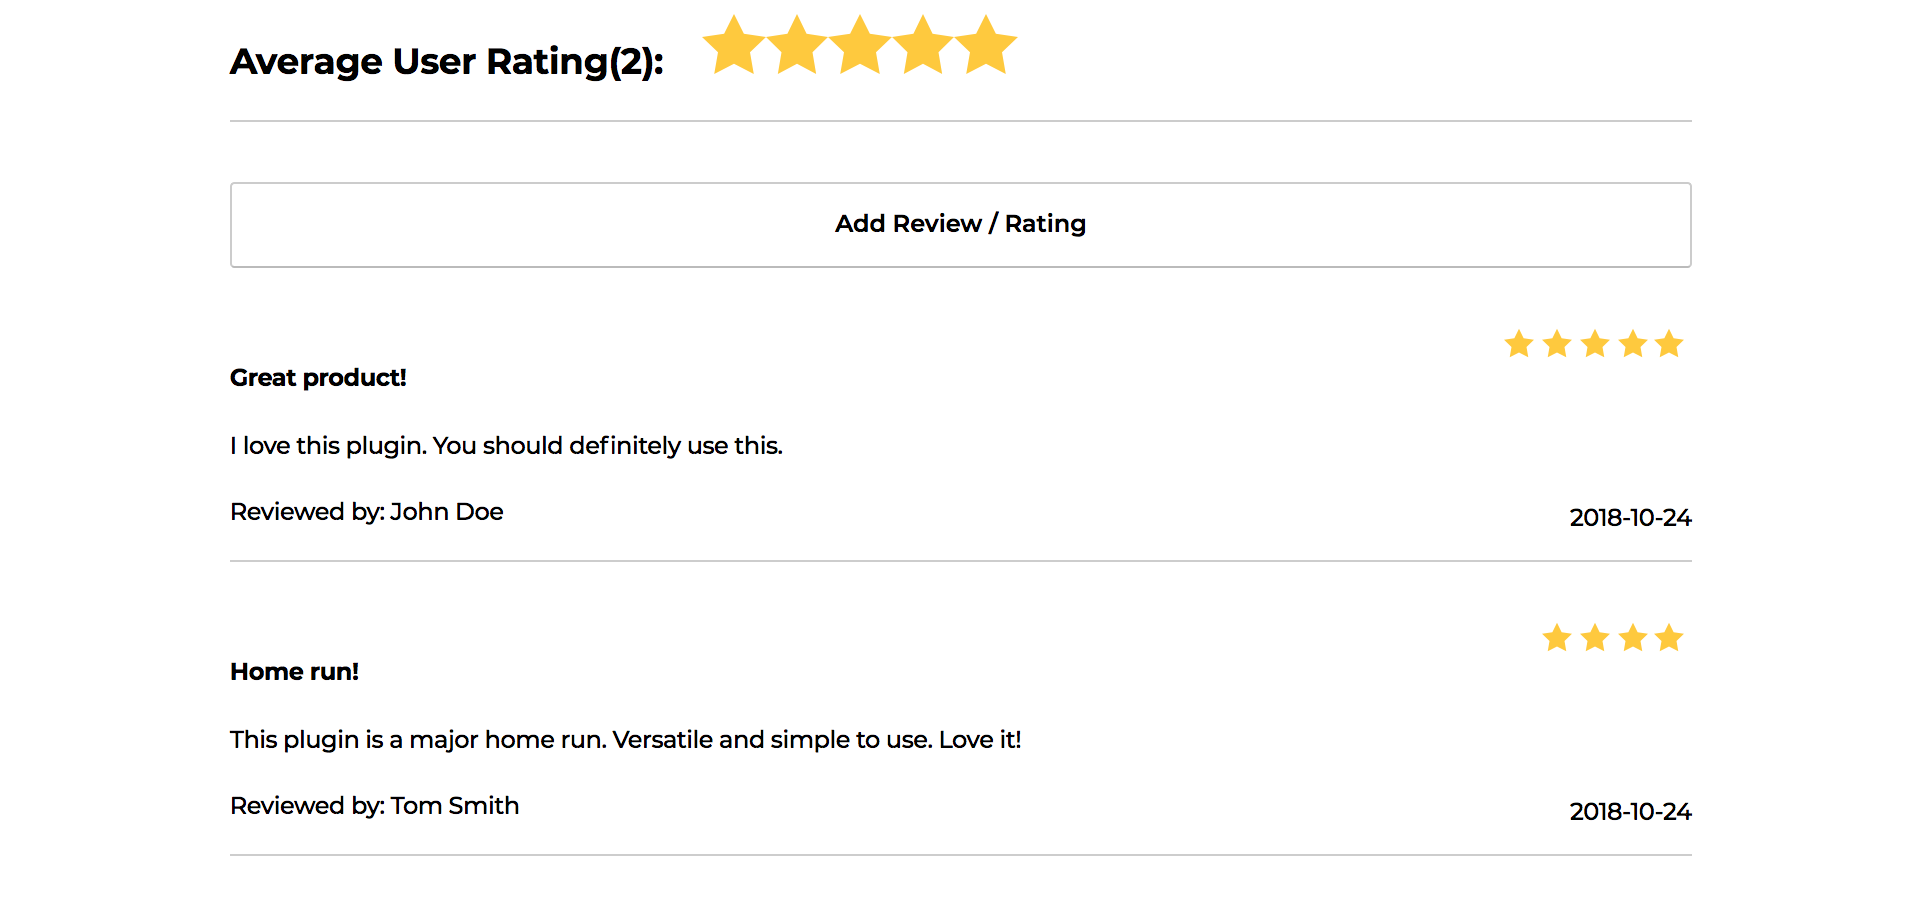 Average User Rating(2):
Add Review / Rating
Great product!
I love this plugin. You should definitely use this.
Reviewed by: John Doe
2018-10-24
Home run!
This plugin is a major home run. Versatile and simple to use. Love it!
Reviewed by: Tom Smith
2018-10-24